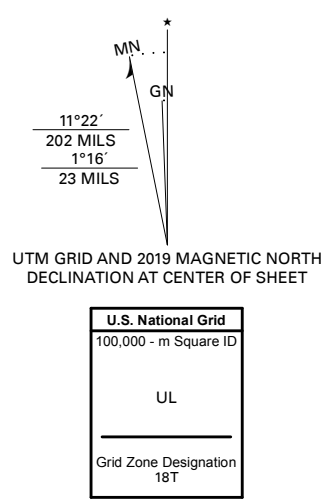 ★
MN
GN
11°22´
202 MILS
1°16´
23 MILS
UTM GRID AND 2019 MAGNETIC NORTH
DECLINATION AT CENTER OF SHEET
U.S. National Grid
100,000 - m Square ID
UL
Grid Zone Designation
18T